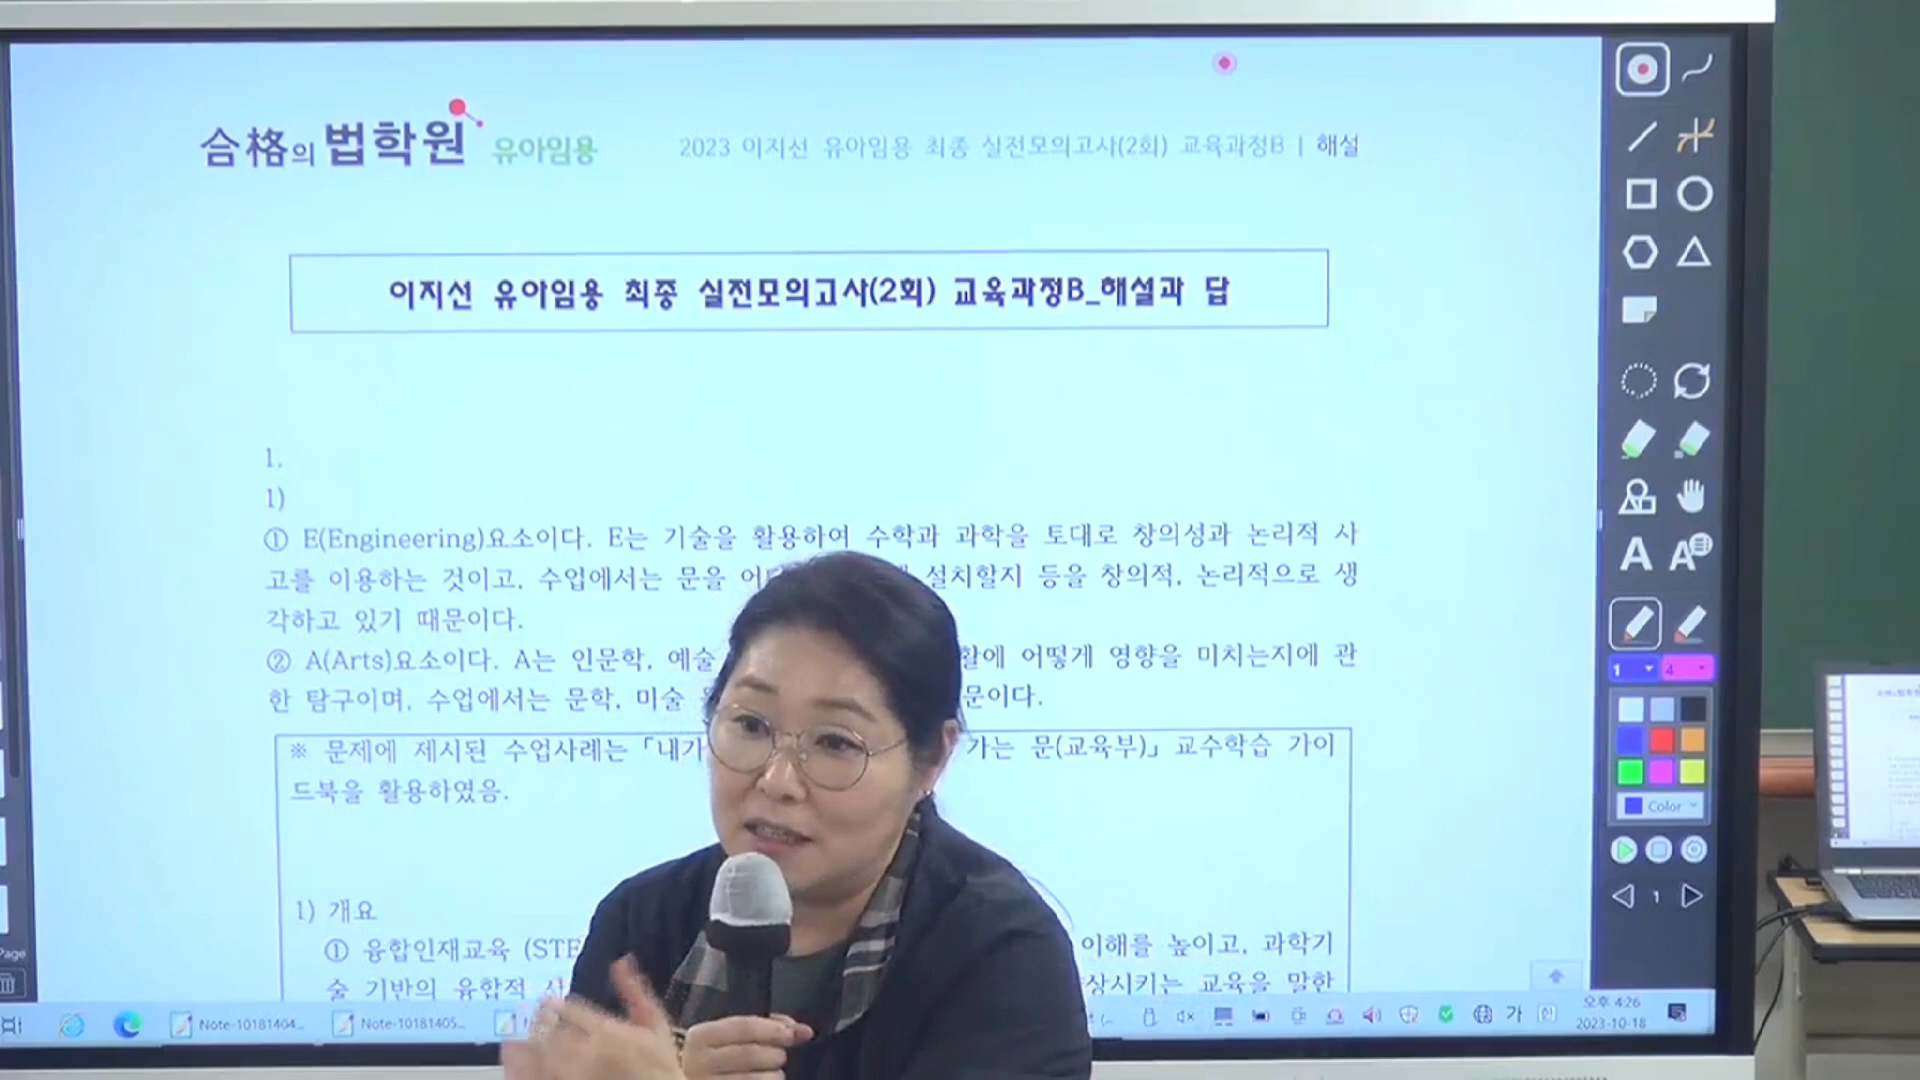 合格의 법학원 유아임용
2023 이지선 유아임용 최종 실전모의고사(2회) 교육과정B | 해설
이지선 유아임용 최종 실전모의고사(2회) 교육과정B_해설과 답
1.
1)
① E(Engineering)요소이다. E는 기술을 활용하여 수학과 과학을 토대로 창의성과 논리적 사
고를 이용하는 것이고, 수업에서는 문을 설치할지 등을 창의적, 논리적으로 생
각하고 있기 때문이다.
② A(Arts)요소이다. A는 인문학, 예술 어떻게 영향을 미치는지에 관
한 탐구이며, 수업에서는 문학, 미술
※ 문제에 제시된 수업사례는 「내가 가는 문(교육부)」 교수학습 가이
드북을 활용하였음.
1) 개요
① 융합인재교육 (STE 이해를 높이고, 과학기
술 기반의 융합적 교육을 말한
A A
1 4
Color
1
Page
Note-10181404...
Note-10181405...
가
오후 4:26
2023-10-18